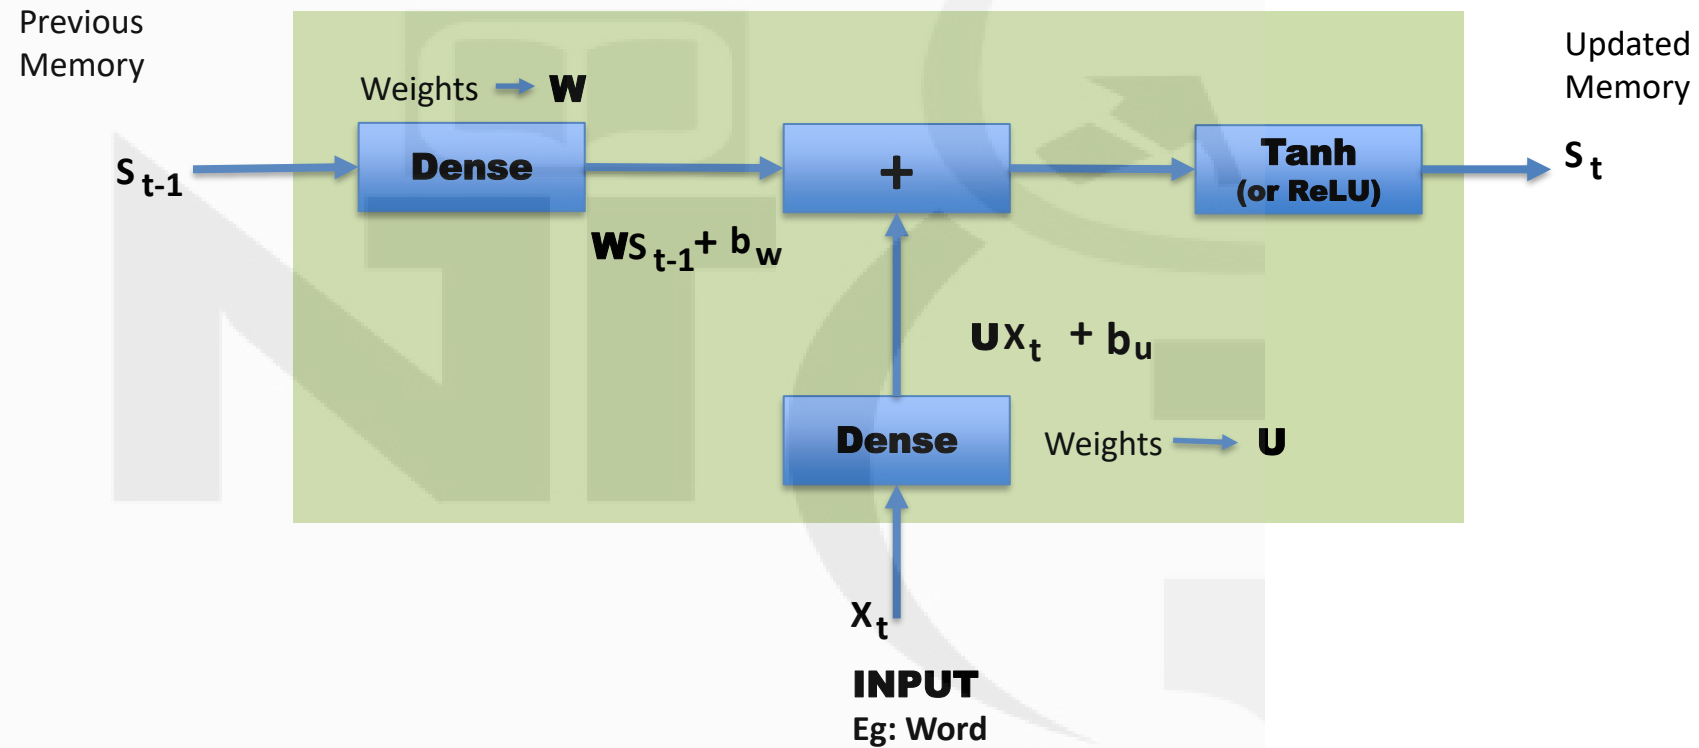 Previous
Memory
Updated
Memory
Weights → W
S t-1
Dense
+
Tanh
(or ReLU)
S t
WS t-1 + b w
UX t + b u
Dense
Weights → U
X t
INPUT
Eg: Word